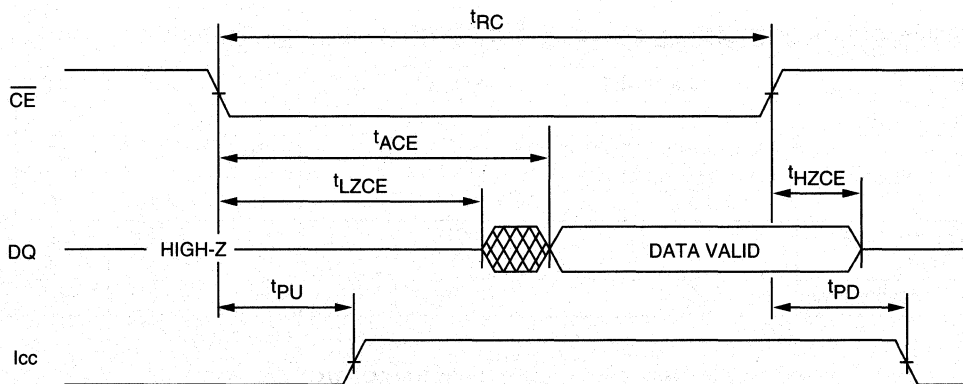 tRC
CE
tACE
tLZCE
tHZCE
DQ
HIGH-Z
DATA VALID
tPU
tPD
Icc